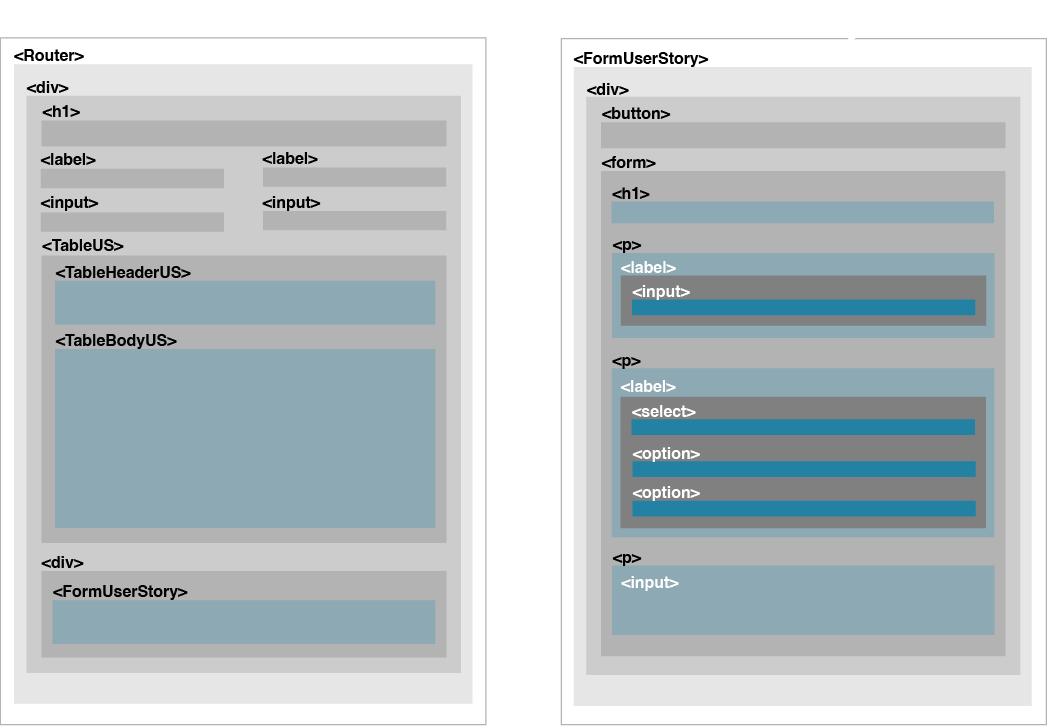 <Router>
<div>
<h1>
<label> <label>
<input> <input>
<TableUS>
<TableHeaderUS>
<TableBodyUS>
<div>
<FormUserStory>
<FormUserStory>
<div>
<button>
<form>
<h1>
<p>
<label>
<input>
<p>
<label>
<select>
<option>
<option>
<p>
<input>